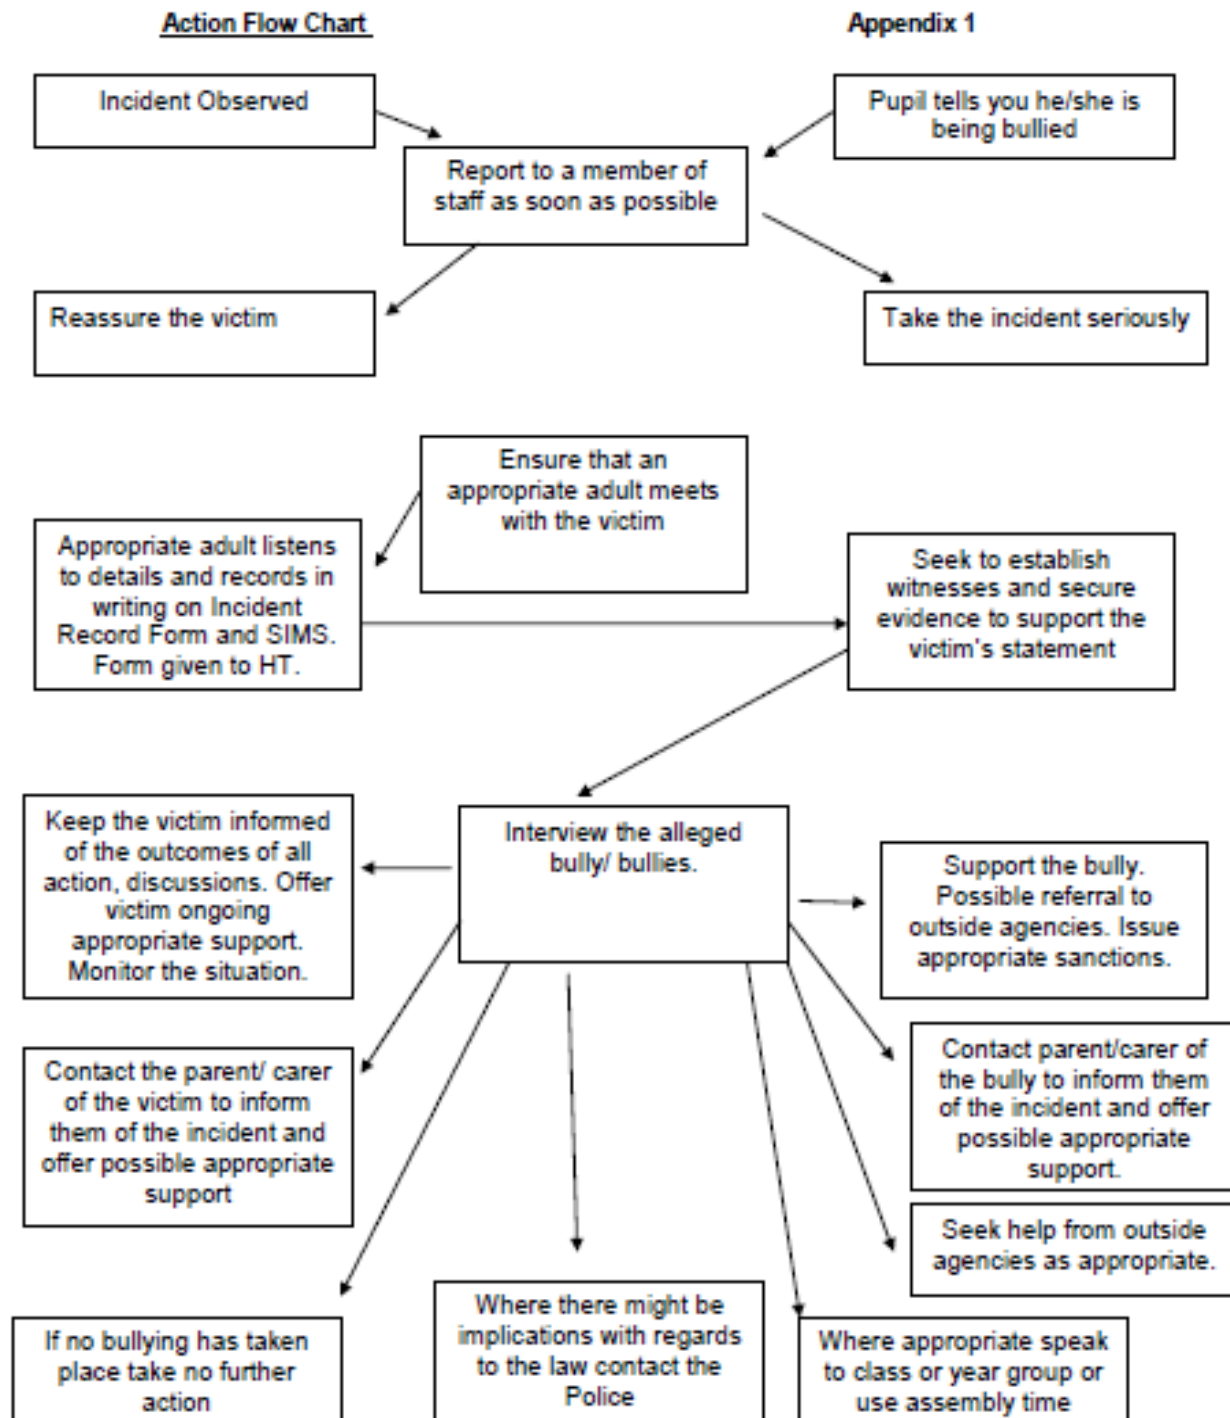 Action Flow Chart
Appendix 1
Incident Observed
Pupil tells you he/she is
being bullied
Report to a member of
staff as soon as possible
Reassure the victim
Take the incident seriously
Ensure that an
appropriate adult meets
with the victim
Appropriate adult listens
to details and records in
writing on Incident
Record Form and SIMS.
Form given to HT.
Seek to establish
witnesses and secure
evidence to support the
victim's statement
Interview the alleged
bully/ bullies.
Keep the victim informed
of the outcomes of all
action, discussions. Offer
victim ongoing
appropriate support.
Monitor the situation.
Support the bully.
Possible referral to
outside agencies. Issue
appropriate sanctions.
Contact the parent/ carer
of the victim to inform
them of the incident and
offer possible appropriate
support
Contact parent/carer of
the bully to inform them
of the incident and offer
possible appropriate
support.
Seek help from outside
agencies as appropriate.
If no bullying has taken
place take no further
action
Where there might be
implications with regards
to the law contact the
Police
Where appropriate speak
to class or year group or
use assembly time